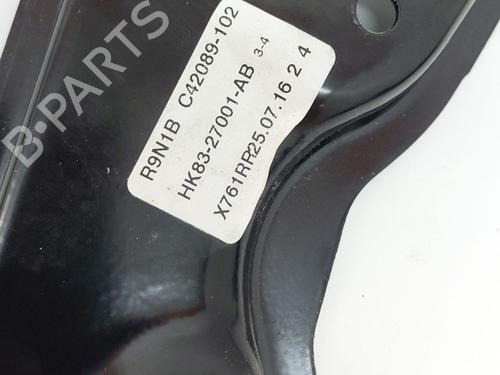 R9N1B C42089-102
HK83-27001-AB 3-4
X761RR25.07.16 2 4
B-PARTS